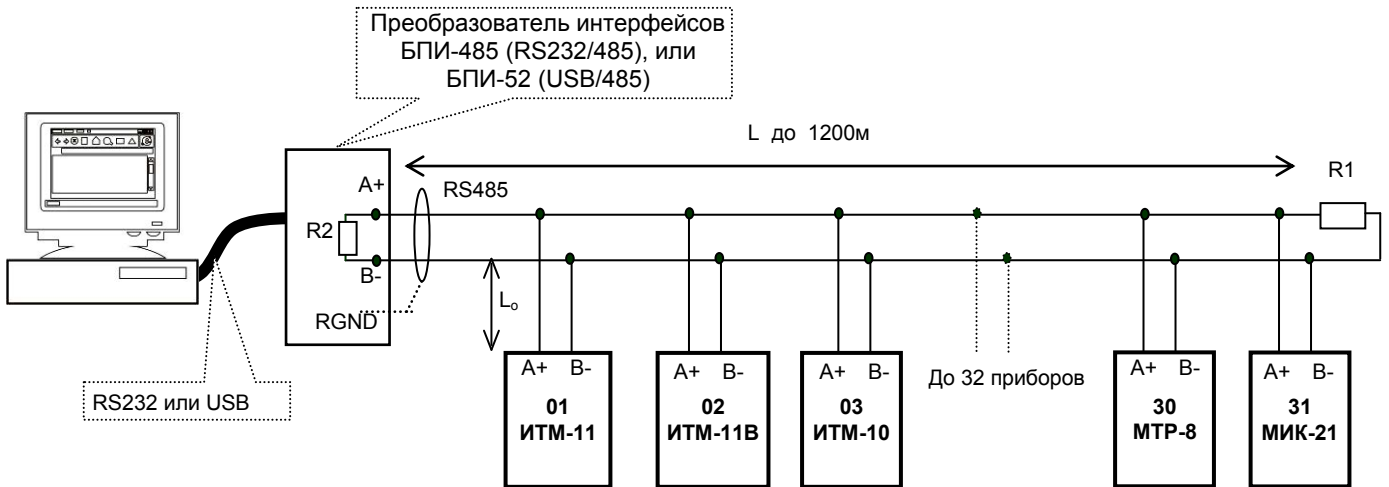 Преобразователь интерфейсов
БПИ-485 (RS232/485), или
БПИ-52 (USB/485)
L до 1200м
R1
A+
RS485
R2
B-
Lo
RGND
RS232 или USB
A+ B-
01
ИТМ-11
A+ B-
02
ИТМ-11В
A+ B-
03
ИТМ-10
До 32 приборов
A+ B-
30
МТР-8
A+ B-
31
МИК-21